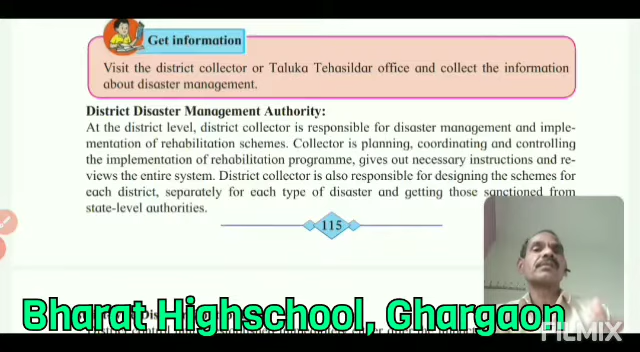 Get information
Visit the district collector or Taluka Tehasildar office and collect the information
about disaster management.
District Disaster Management Authority:
At the district level, district collector is responsible for disaster management and imple-
mentation of rehabilitation schemes. Collector is planning, coordinating and controlling
the implementation of rehabilitation programme, gives out necessary instructions and re-
views the entire system. District collector is also responsible for designing the schemes for
each district, separately for each type of disaster and getting those sanctioned from
state-level authorities.
115
Bharat Highschool, Ghargaon
FILMIX